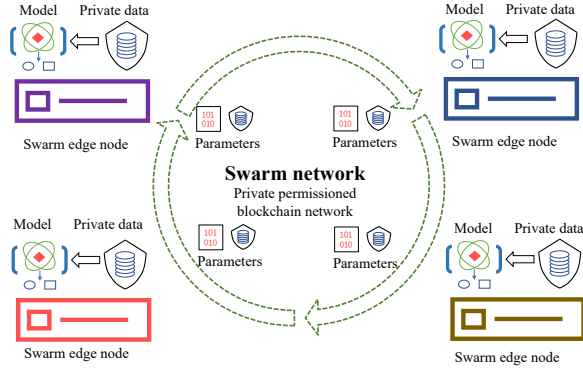 Model
Private data
Swarm edge node
Model
Private data
Swarm edge node
101
010
Parameters
101
010
Parameters
Swarm network
Private permissioned
blockchain network
101
010
Parameters
101
010
Parameters
Model
Private data
Swarm edge node
Model
Private data
Swarm edge node